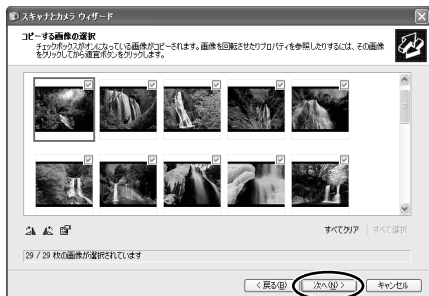 スキャナとカメラ ウィザード
コピーする画像の選択
チェックボックスがオンになっている画像がコピーされます。画像を回転させたりプロパティを参照したりするには、その画像
をクリックしてから適宜ボタンをクリックします。
すべてクリア
すべて選択
29 / 29 枚の画像が選択されています
< 戻る(B)
次へ(N) >
キャンセル